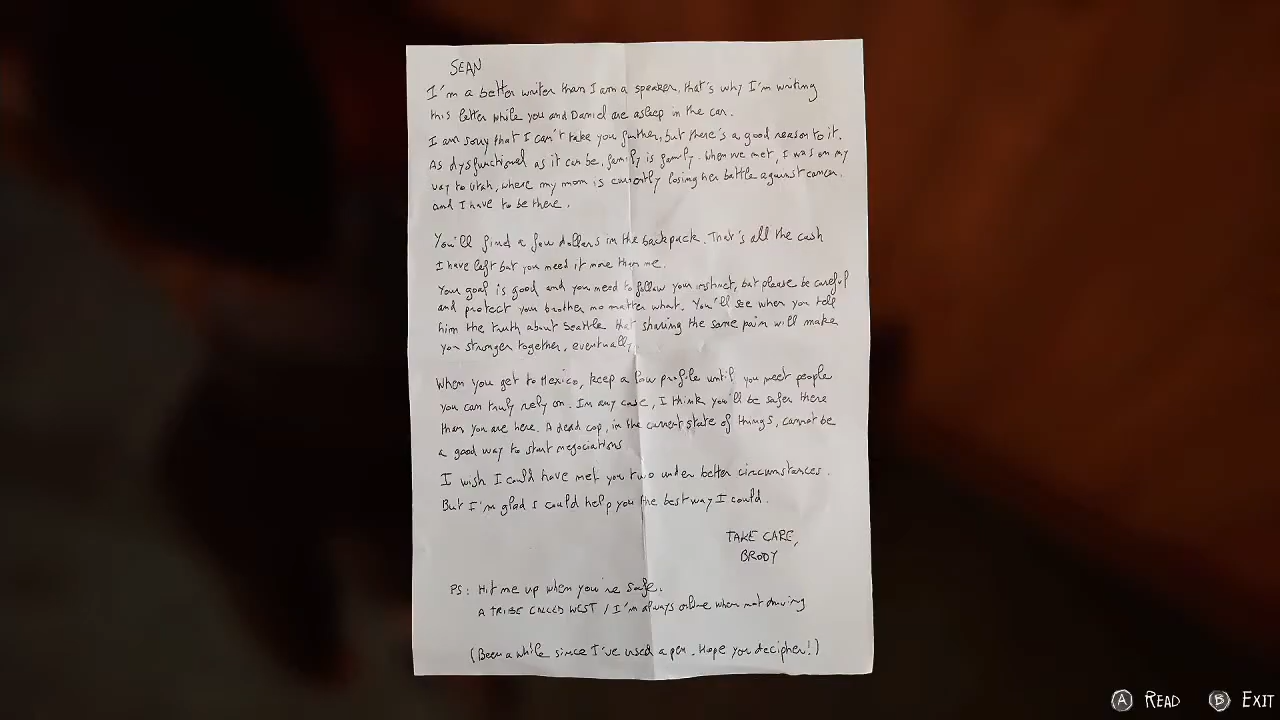 SEAN
I'm a better writer than I am a speaker, that's why I'm writing
this letter while you and Daniel are asleep in the car.
I am sorry that I can't take you further, but there's a good reason to it.
As dysfunctional as it can be, family is family. When we met, I was on my
way to Utah, where my mom is currently losing her battle against cancer.
and I have to be there.
You'll find a few dollars in the backpack. That's all the cash
I have left but you need it more than me.
Your goal is good and you need to follow your instinct, but please be careful
and protect your brother no matter what. You'll see when you tell
him the truth about Seattle that sharing the same pain will make
you stronger together, eventually.
When you get to Mexico, keep a low profile until you meet people
you can truly rely on. In any case, I think you'll be safer there
than you are here. A dead cop, in the current state of things, cannot be
a good way to start negociations
I wish I could have met you two under better circumstances.
But I'm glad I could help you the best way I could.
TAKE CARE,
BRODY
PS: Hit me up when you're safe.
A TRIBE CALLED WEST / I'm always online when not driving
(Been a while since I've used a pen. Hope you decipher!)
A READ B EXIT